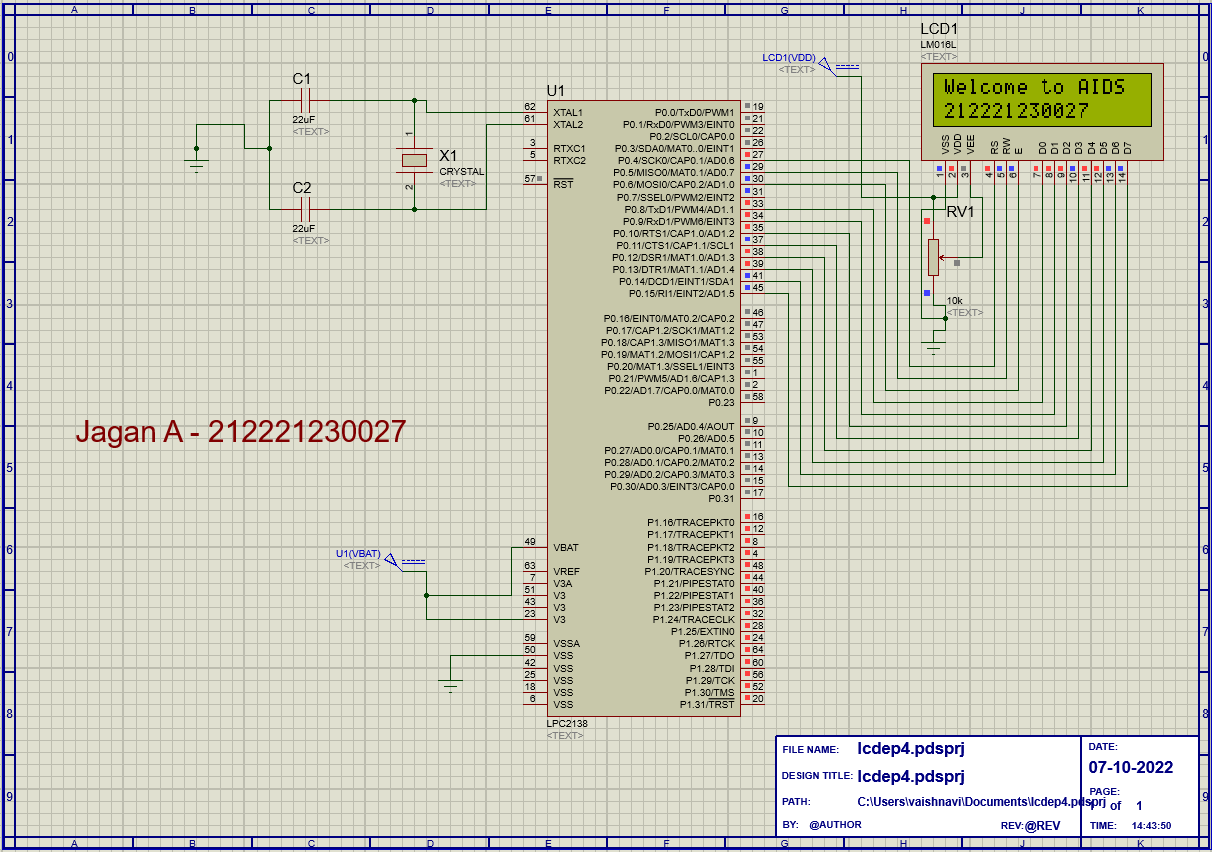 A B C D E F G H J K
0
1
2
3
4
5
6
7
8
9
C1
22uF
<TEXT>
C2
22uF
<TEXT>
1
2
X1
CRYSTAL
<TEXT>
Jagan A - 212221230027
U1(VBAT)
<TEXT>
U1
62 XTAL1
61 XTAL2
3 RTXC1
5 RTXC2
57 RST
49 VBAT
63 VREF
7 V3A
51 V3
43 V3
23 V3
59 VSSA
50 VSS
42 VSS
25 VSS
18 VSS
6 VSS
P0.0/TxD0/PWM1 19
P0.1/RxD0/PWM3/EINT0 21
P0.2/SCL0/CAP0.0 22
P0.3/SDA0/MAT0..0/EINT1 26
P0.4/SCK0/CAP0.1/AD0.6 27
P0.5/MISO0/MAT0.1/AD0.7 29
P0.6/MOSI0/CAP0.2/AD1.0 30
P0.7/SSEL0/PWM2/EINT2 31
P0.8/TxD1/PWM4/AD1.1 33
P0.9/RxD1/PWM6/EINT3 34
P0.10/RTS1/CAP1.0/AD1.2 35
P0.11/CTS1/CAP1.1/SCL1 37
P0.12/DSR1/MAT1.0/AD1.3 38
P0.13/DTR1/MAT1.1/AD1.4 39
P0.14/DCD1/EINT1/SDA1 41
P0.15/RI1/EINT2/AD1.5 45
P0.16/EINT0/MAT0.2/CAP0.2 46
P0.17/CAP1.2/SCK1/MAT1.2 47
P0.18/CAP1.3/MISO1/MAT1.3 53
P0.19/MAT1.2/MOSI1/CAP1.2 54
P0.20/MAT1.3/SSEL1/EINT3 55
P0.21/PWM5/AD1.6/CAP1.3 1
P0.22/AD1.7/CAP0.0/MAT0.0 2
P0.23 58
P0.25/AD0.4/AOUT 9
P0.26/AD0.5 10
P0.27/AD0.0/CAP0.1/MAT0.1 11
P0.28/AD0.1/CAP0.2/MAT0.2 13
P0.29/AD0.2/CAP0.3/MAT0.3 14
P0.30/AD0.3/EINT3/CAP0.0 15
P0.31 17
P1.16/TRACEPKT0 16
P1.17/TRACEPKT1 12
P1.18/TRACEPKT2 8
P1.19/TRACEPKT3 4
P1.20/TRACESYNC 48
P1.21/PIPESTAT0 44
P1.22/PIPESTAT1 40
P1.23/PIPESTAT2 36
P1.24/TRACECLK 32
P1.25/EXTIN0 28
P1.26/RTCK 24
P1.27/TDO 64
P1.28/TDI 60
P1.29/TCK 56
P1.30/TMS 52
P1.31/TRST 20
LPC2138
<TEXT>
LCD1(VDD)
<TEXT>
LCD1
LM016L
<TEXT>
Welcome to AIDS
212221230027
VSS VDD VEE RS RW E D0 D1 D2 D3 D4 D5 D6 D7
1 2 3 4 5 6 7 8 9 10 11 12 13 14
RV1
10k
<TEXT>
0
1
2
3
4
5
6
7
8
9
FILE NAME: lcdep4.pdsprj
DESIGN TITLE: lcdep4.pdsprj
PATH: C:\Users\vaishnavi\Documents\lcdep4.pdsprj
BY: @AUTHOR REV:@REV
DATE:
07-10-2022
PAGE:
of 1
TIME: 14:43:50
A B C D E F G H J K